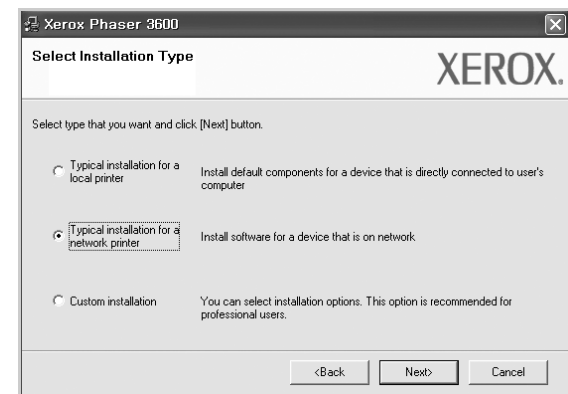 Xerox Phaser 3600
Select Installation Type
XEROX.
Select type that you want and click [Next] button.
Typical installation for a
local printer
Install default components for a device that is directly connected to user's
computer
Typical installation for a
network printer
Install software for a device that is on network
Custom installation
You can select installation options. This option is recommended for
professional users.
<Back
Next>
Cancel